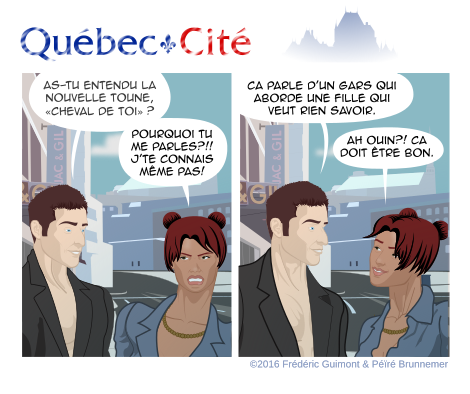 Québec⚜Cité
AS-TU ENTENDU LA
NOUVELLE TOUNE,
«CHEVAL DE TOI» ?
POURQUOI TU
ME PARLES?!!
J'TE CONNAIS
MÊME PAS!
ÇA PARLE D'UN GARS QUI
ABORDE UNE FILLE QUI
VEUT RIEN SAVOIR.
AH OUIN?! ÇA
DOIT ÊTRE BON.
©2016 Frédéric Guimont & Péïré Brunnemer